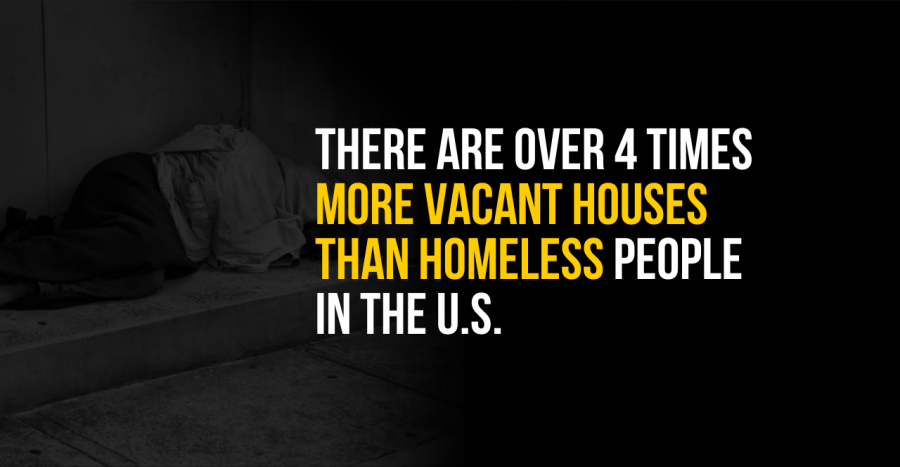 THERE ARE OVER 4 TIMES
MORE VACANT HOUSES
THAN HOMELESS PEOPLE
IN THE U.S.